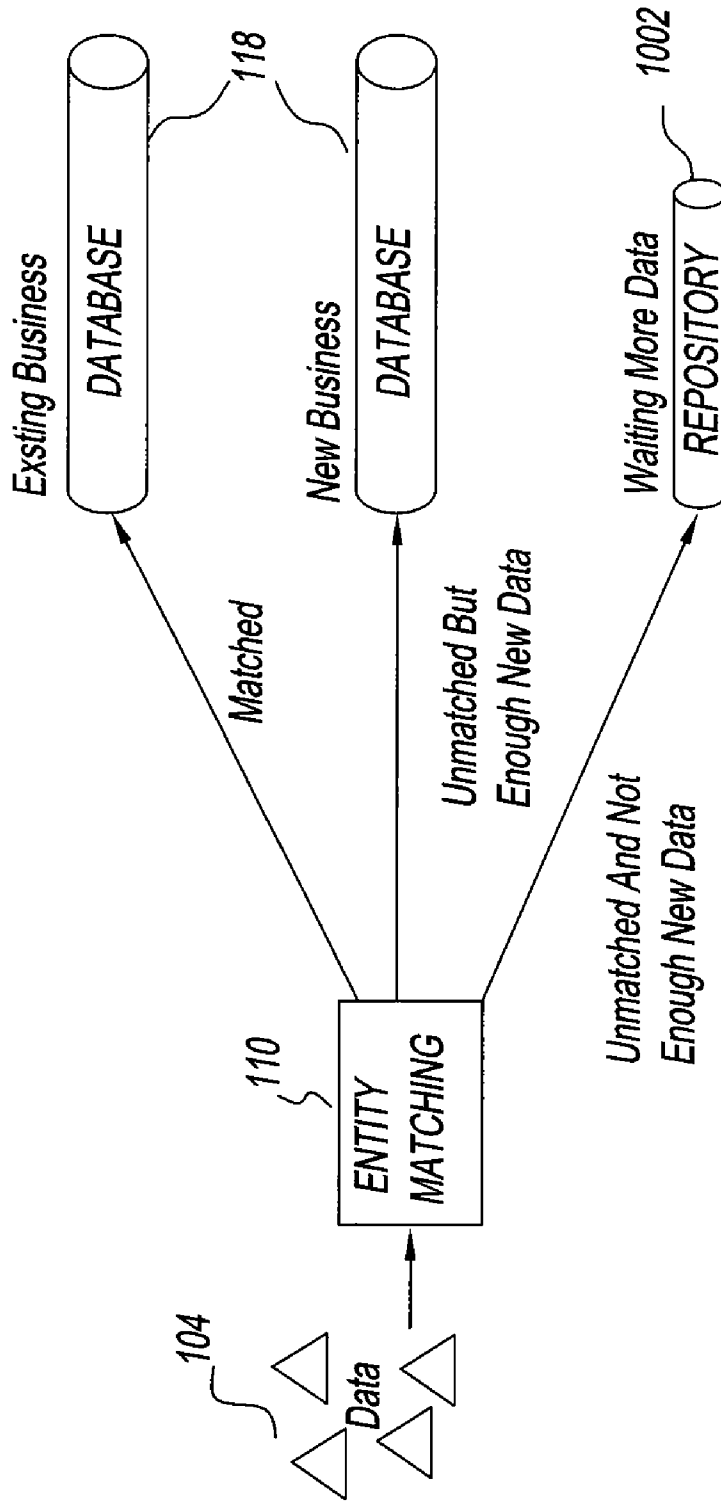 104
Data
110
ENTITY
MATCHING
Matched
Unmatched But
Enough New Data
Unmatched And Not
Enough New Data
Exsting Business
DATABASE
118
New Business
DATABASE
Waiting More Data
REPOSITORY
1002